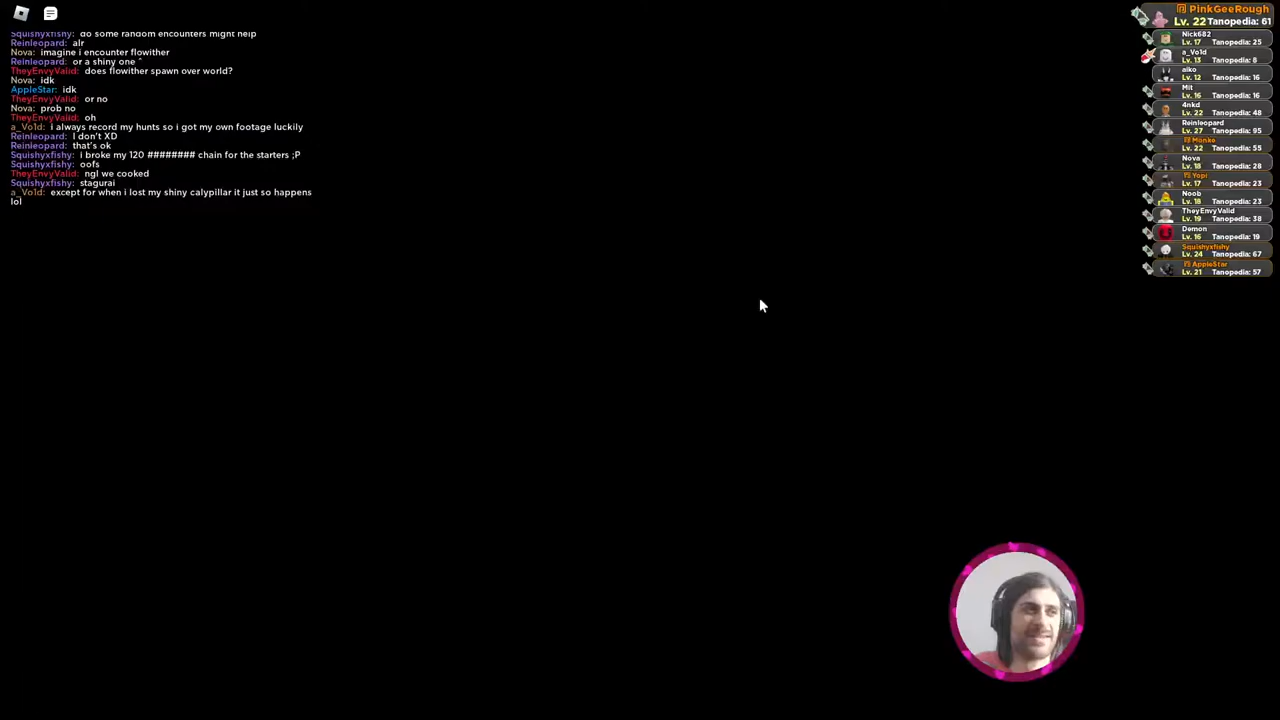 Squishyxfishy: do some random encounters might help
Reinleopard: alr
Nova: imagine i encounter flowither
Reinleopard: or a shiny one ^
TheyEnvyValid: does flowither spawn over world?
Nova: idk
AppleStar: idk
TheyEnvyValid: or no
Nova: prob no
TheyEnvyValid: oh
a_Vo1d: i always record my hunts so i got my own footage luckily
Reinleopard: I don't XD
Reinleopard: that's ok
Squishyxfishy: i broke my 120 ######## chain for the starters ;P
Squishyxfishy: oofs
TheyEnvyValid: ngl we cooked
Squishyxfishy: stagurai
a_Vo1d: except for when i lost my shiny calypillar it just so happens
lol
PinkGeeRough
Lv. 22 Tanopedia: 61
Nick682
Lv. 17 Tanopedia: 25
a_Vo1d
Lv. 13 Tanopedia: 8
aiko
Lv. 12 Tanopedia: 16
Mit
Lv. 16 Tanopedia: 16
4nkd
Lv. 22 Tanopedia: 48
Reinleopard
Lv. 27 Tanopedia: 95
Manko
Lv. 22 Tanopedia: 55
Nova
Lv. 18 Tanopedia: 28
Yopr
Lv. 17 Tanopedia: 23
Noob
Lv. 18 Tanopedia: 23
TheyEnvyValid
Lv. 19 Tanopedia: 38
Demon
Lv. 16 Tanopedia: 19
Squishyxfishy
Lv. 24 Tanopedia: 67
AppleStar
Lv. 21 Tanopedia: 57